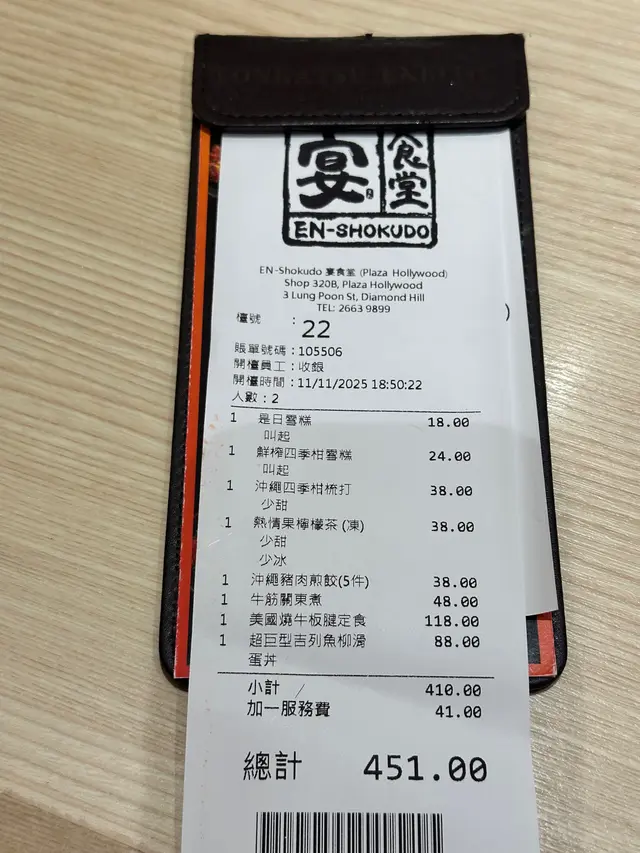 宴 食堂
EN-SHOKUDO
EN-Shokudo 宴食堂 (Plaza Hollywood)
Shop 320B, Plaza Hollywood
3 Lung Poon St, Diamond Hill
TEL: 2663 9899
檯號 : 22
賬單號碼 : 105506
開檯員工 : 收銀
開檯時間 : 11/11/2025 18:50:22
人數 : 2
1 是日雪糕 18.00
叫起
1 鮮榨四季柑雪糕 24.00
叫起
1 沖繩四季柑梳打 38.00
少甜
1 熱情果檸檬茶 (凍) 38.00
少甜
少冰
1 沖繩豬肉煎餃(5件) 38.00
1 牛筋關東煮 48.00
1 美國燒牛板腱定食 118.00
1 超巨型吉列魚柳滑 88.00
蛋丼
小計 / 410.00
加一服務費 41.00
總計 451.00